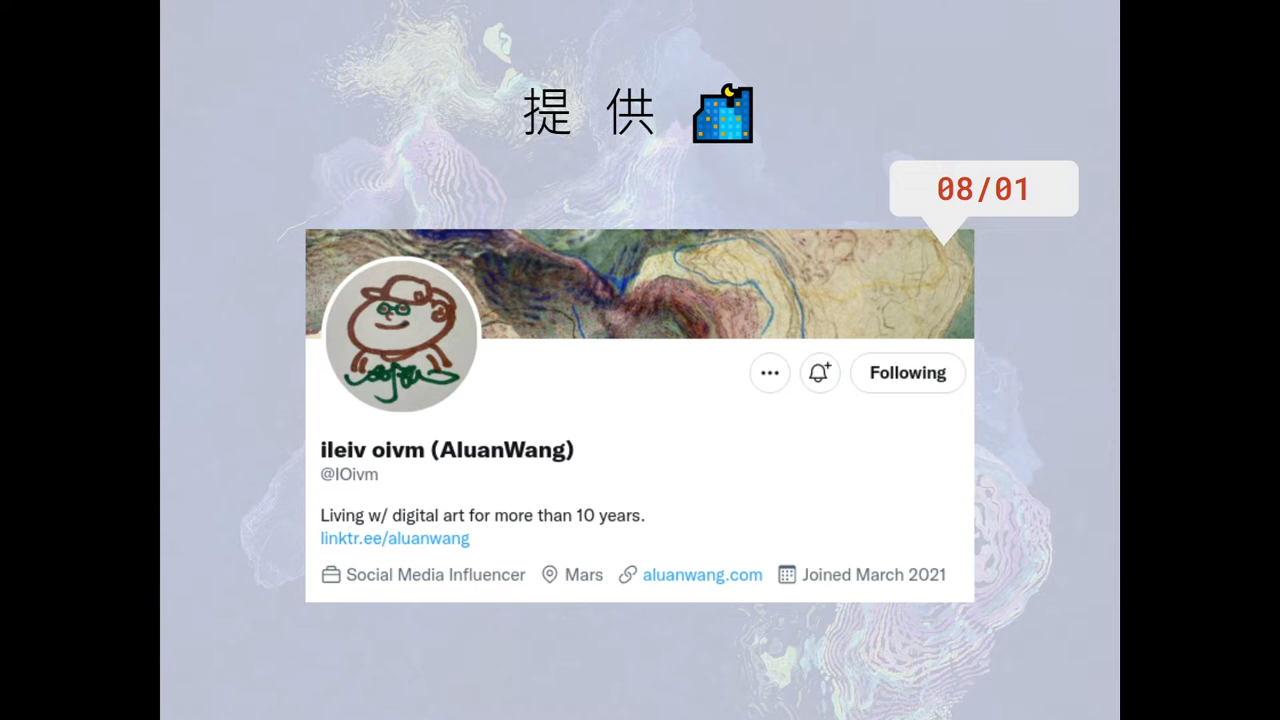 提 供
08/01
Following
ileiv oivm (AluanWang)
@IOivm
Living w/ digital art for more than 10 years.
linktr.ee/aluanwang
Social Media Influencer Mars aluanwang.com Joined March 2021